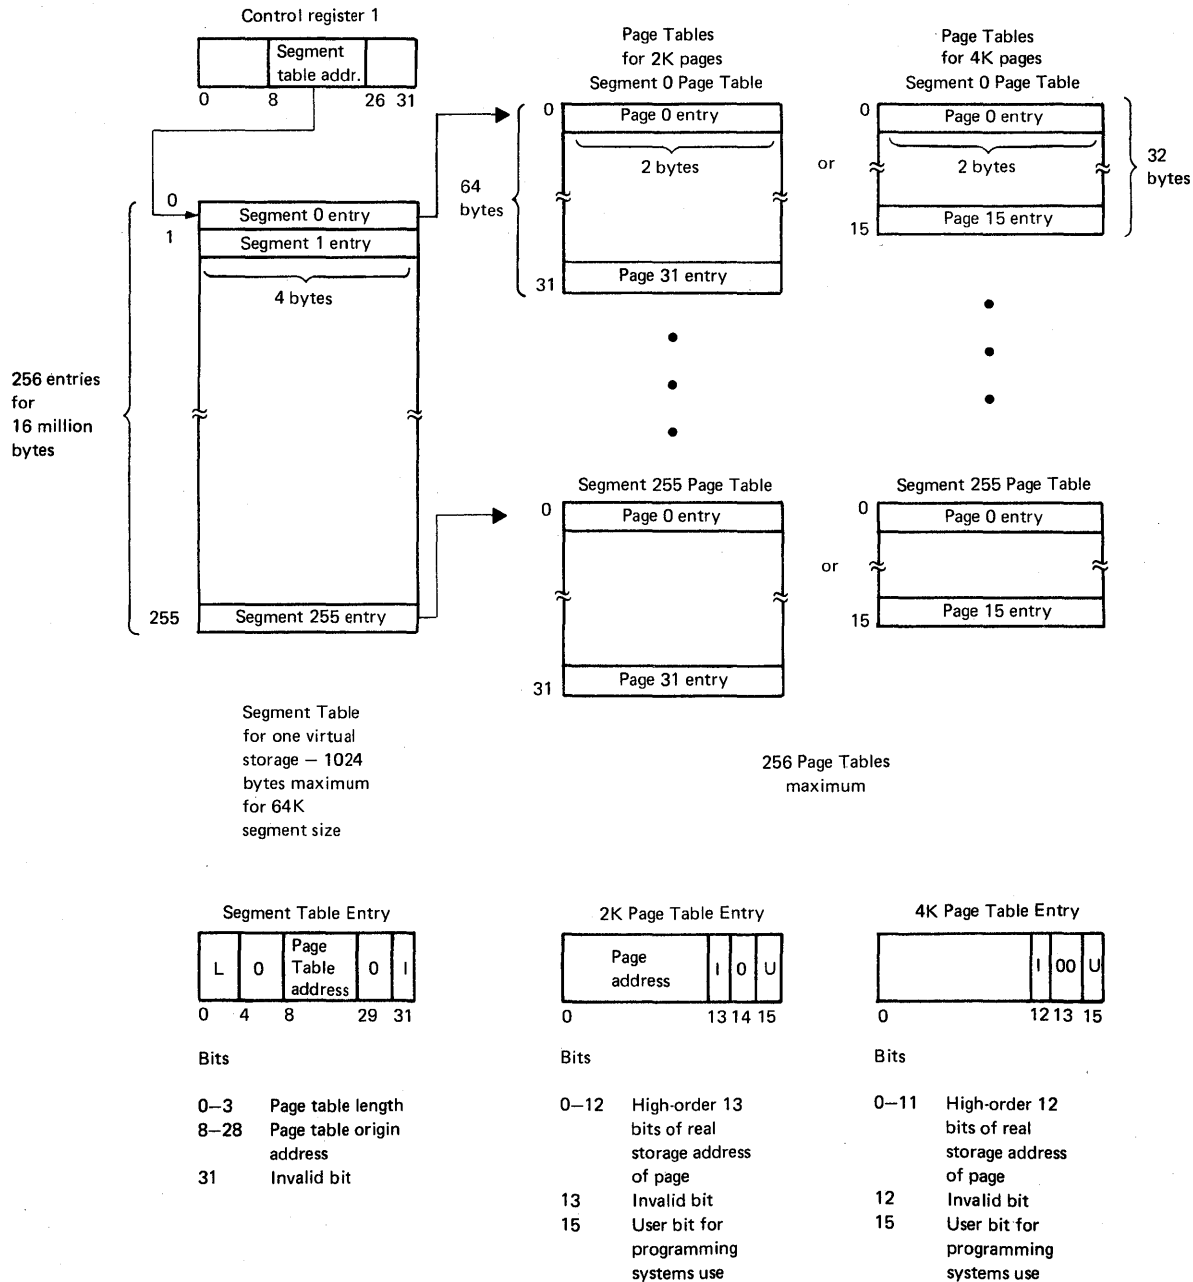 Control register 1
Segment
table addr.
0 8 26 31
Page Tables
for 2K pages
Segment 0 Page Table
Page Tables
for 4K pages
Segment 0 Page Table
0
Page 0 entry
2 bytes
64
bytes
31
Page 31 entry
or
0
Page 0 entry
2 bytes
32
bytes
15
Page 15 entry
0
Segment 0 entry
1
Segment 1 entry
4 bytes
256 entries
for
16 million
bytes
255
Segment 255 entry
Segment 255 Page Table
0
Page 0 entry
31
Page 31 entry
or
Segment 255 Page Table
0
Page 0 entry
15
Page 15 entry
Segment Table
for one virtual
storage — 1024
bytes maximum
for 64K
segment size
256 Page Tables
maximum
Segment Table Entry
L
0
Page
Table
address
0
I
0 4 8 29 31
Bits
0—3 Page table length
8—28 Page table origin
address
31 Invalid bit
2K Page Table Entry
Page
address
I
0
U
0 13 14 15
Bits
0—12 High-order 13
bits of real
storage address
of page
13 Invalid bit
15 User bit for
programming
systems use
4K Page Table Entry
I
00
U
0 12 13 15
Bits
0—11 High-order 12
bits of real
storage address
of page
12 Invalid bit
15 User bit for
programming
systems use